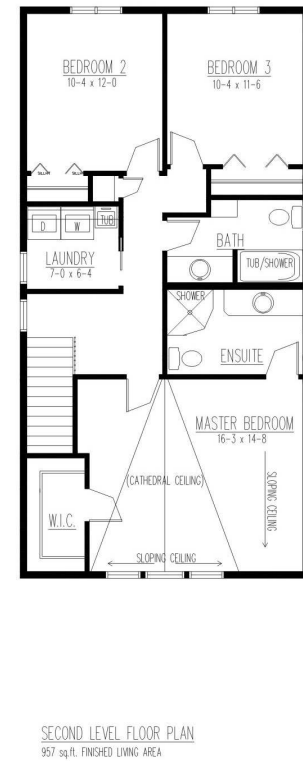 BEDROOM 2
10-4 x 12-0
BEDROOM 3
10-4 x 11-6
D
W
TUB
LAUNDRY
7-0 x 6-4
BATH
TUB/SHOWER
SHOWER
ENSUITE
MASTER BEDROOM
16-3 x 14-8
(CATHEDRAL CEILING)
SLOPING CEILING
W.I.C.
SLOPING CEILING
SECOND LEVEL FLOOR PLAN
957 sq.ft. FINISHED LIVING AREA